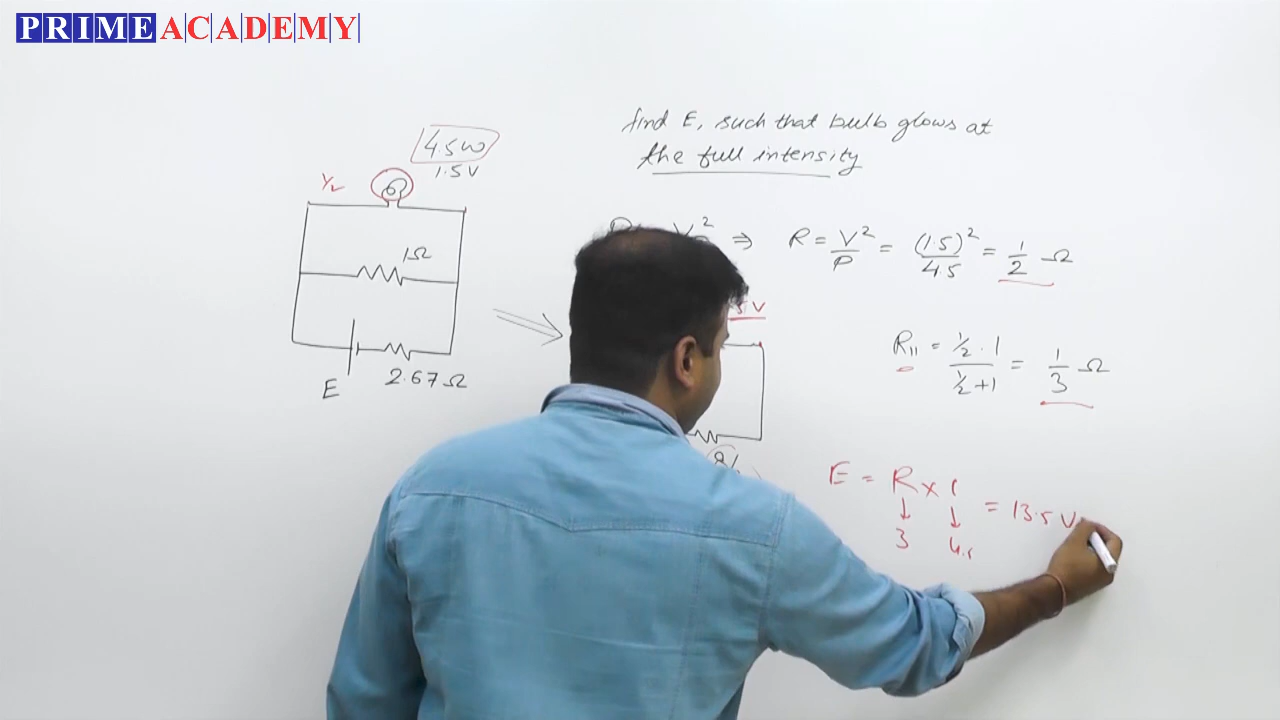 PRIME ACADEMY
find E, such that bulb glows at
the full intensity
4.5W
1.5V
1Ω
E
2.67Ω
⇒ R = V²/P = (1.5)²/4.5 = 1/2 Ω
V
R11 = 1/2 · 1 / 1/2 + 1 = 1/3 Ω
E = R × I = 13.5 V
3